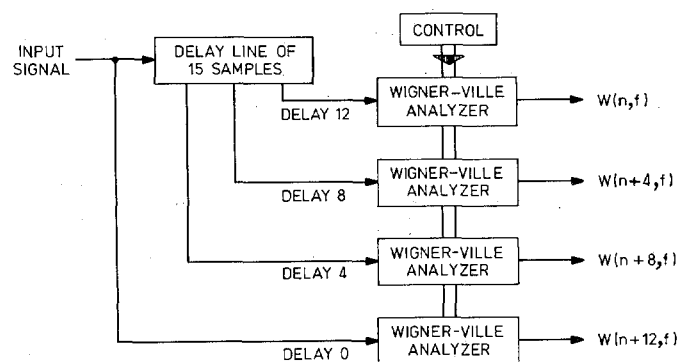 CONTROL
INPUT
SIGNAL
DELAY LINE OF
15 SAMPLES
DELAY 12
WIGNER-VILLE
ANALYZER
W(n,f)
DELAY 8
WIGNER-VILLE
ANALYZER
W(n+4,f)
DELAY 4
WIGNER-VILLE
ANALYZER
W(n+8,f)
DELAY 0
WIGNER-VILLE
ANALYZER
W(n+12,f)